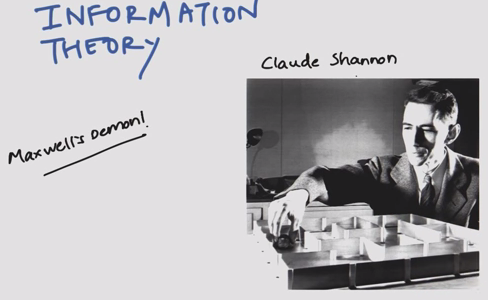 INFORMATION
THEORY
Claude Shannon
Maxwell's Demon!